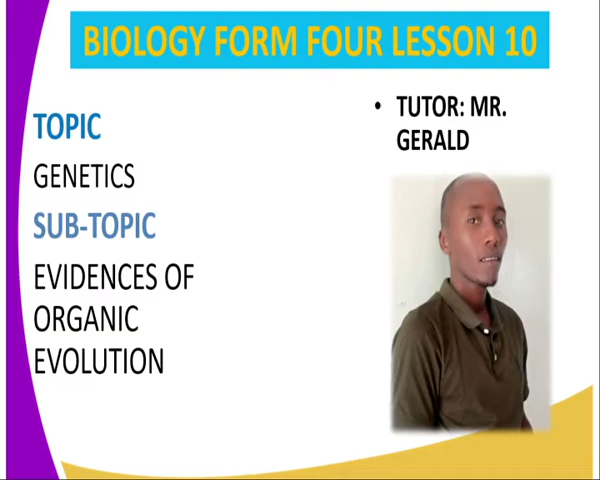 BIOLOGY FORM FOUR LESSON 10
TOPIC
GENETICS
SUB-TOPIC
EVIDENCES OF
ORGANIC
EVOLUTION
• TUTOR: MR.
GERALD